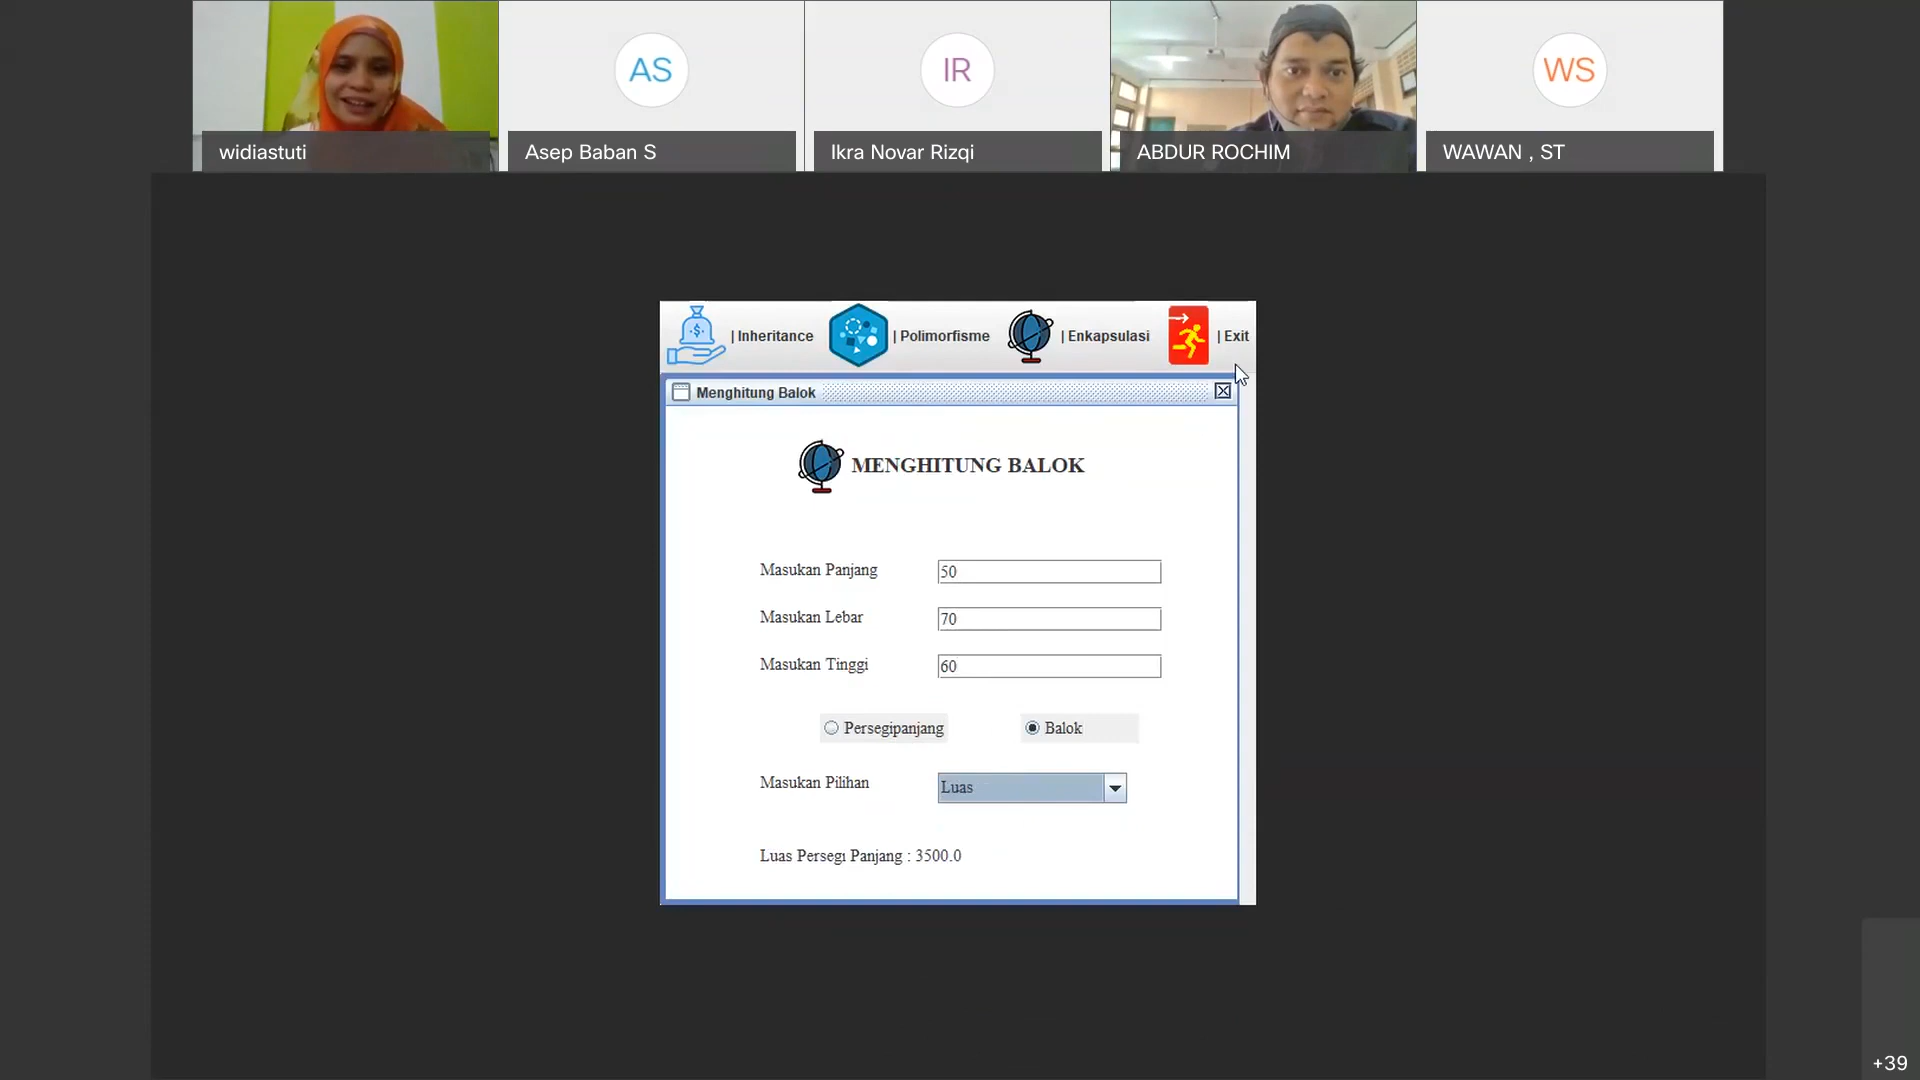 AS
IR
WS
widiastuti
Asep Baban S
Ikra Novar Rizqi
ABDUR ROCHIM
WAWAN , ST
| Inheritance
| Polimorfisme
| Enkapsulasi
| Exit
Menghitung Balok
MENGHITUNG BALOK
Masukan Panjang
50
Masukan Lebar
70
Masukan Tinggi
60
Persegipanjang
Balok
Masukan Pilihan
Luas
Luas Persegi Panjang : 3500.0
+39